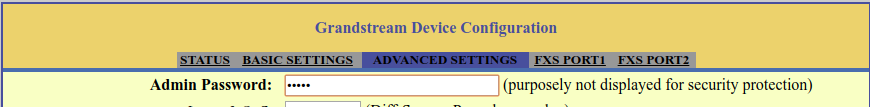 Grandstream Device Configuration
STATUS BASIC SETTINGS ADVANCED SETTINGS FXS PORT1 FXS PORT2
Admin Password: ••••• (purposely not displayed for security protection)